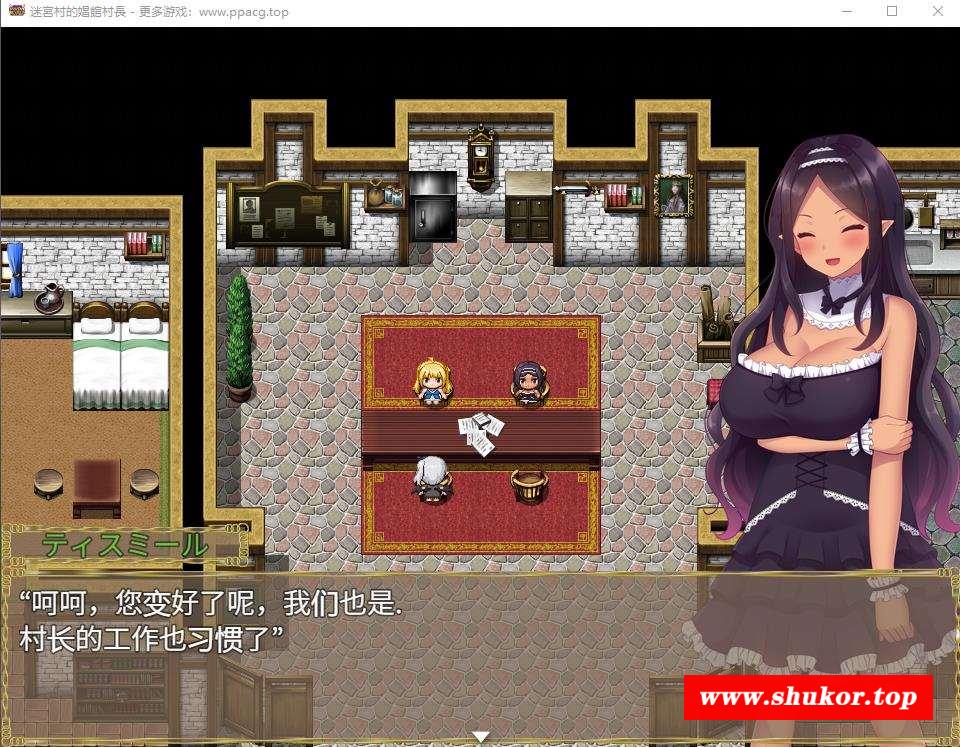 迷宮村的娼館村長 - 更多游戏：www.ppacg.top
ティスミール
“呵呵，您变好了呢，我们也是.
村长的工作也习惯了”
www.shukor.top